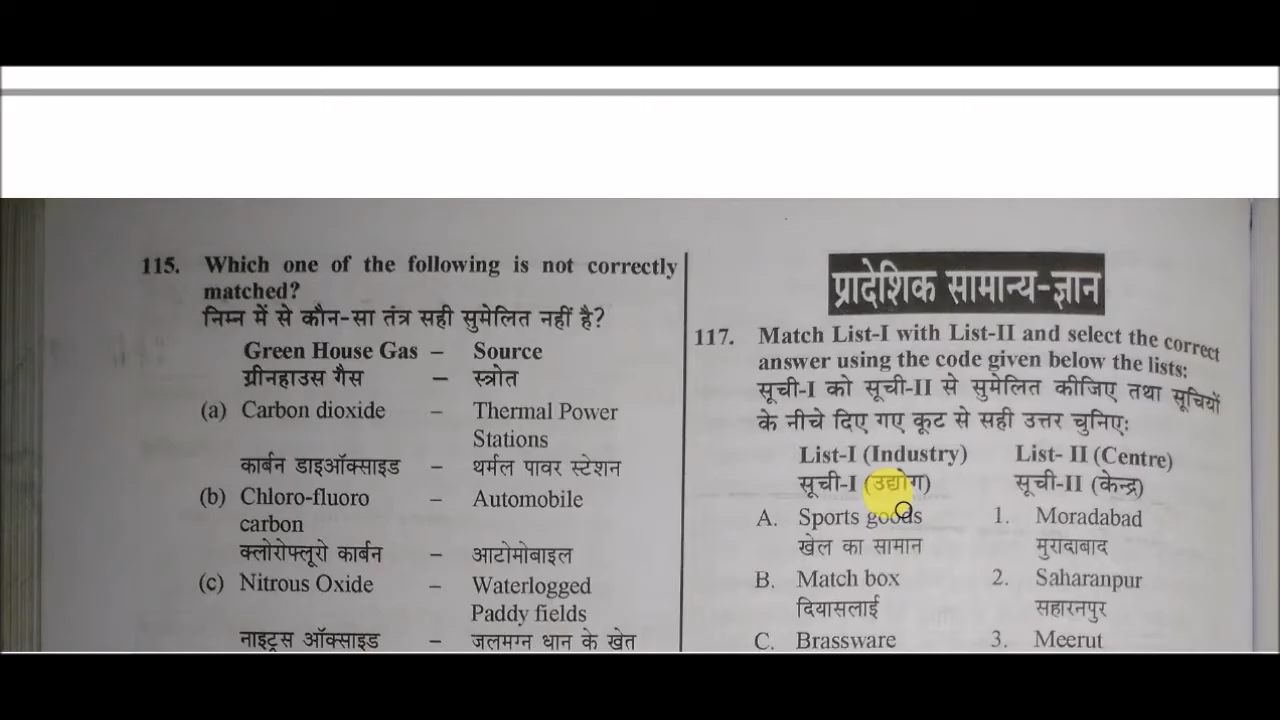 115. Which one of the following is not correctly
matched?
निम्न में से कौन-सा तंत्र सही सुमेलित नहीं है?
Green House Gas – Source
ग्रीनहाउस गैस – स्त्रोत
(a) Carbon dioxide – Thermal Power
Stations
कार्बन डाइऑक्साइड – थर्मल पावर स्टेशन
(b) Chloro-fluoro – Automobile
carbon
क्लोरोफ्लूरो कार्बन – आटोमोबाइल
(c) Nitrous Oxide – Waterlogged
Paddy fields
नाइट्रस ऑक्साइड – जलमग्न धान के खेत
प्रादेशिक सामान्य-ज्ञान
117. Match List-I with List-II and select the correct
answer using the code given below the lists:
सूची-I को सूची-II से सुमेलित कीजिए तथा सूचियों
के नीचे दिए गए कूट से सही उत्तर चुनिए:
List-I (Industry) List- II (Centre)
सूची-I (उद्योग) सूची-II (केन्द्र)
A. Sports goods 1. Moradabad
खेल का सामान मुरादाबाद
B. Match box 2. Saharanpur
दियासलाई सहारनपुर
C. Brassware 3. Meerut